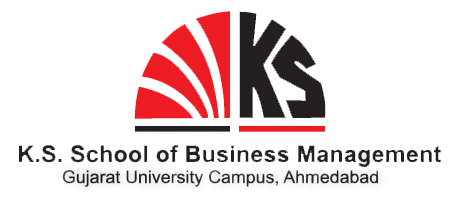 KS
K.S. School of Business Management
Gujarat University Campus, Ahmedabad